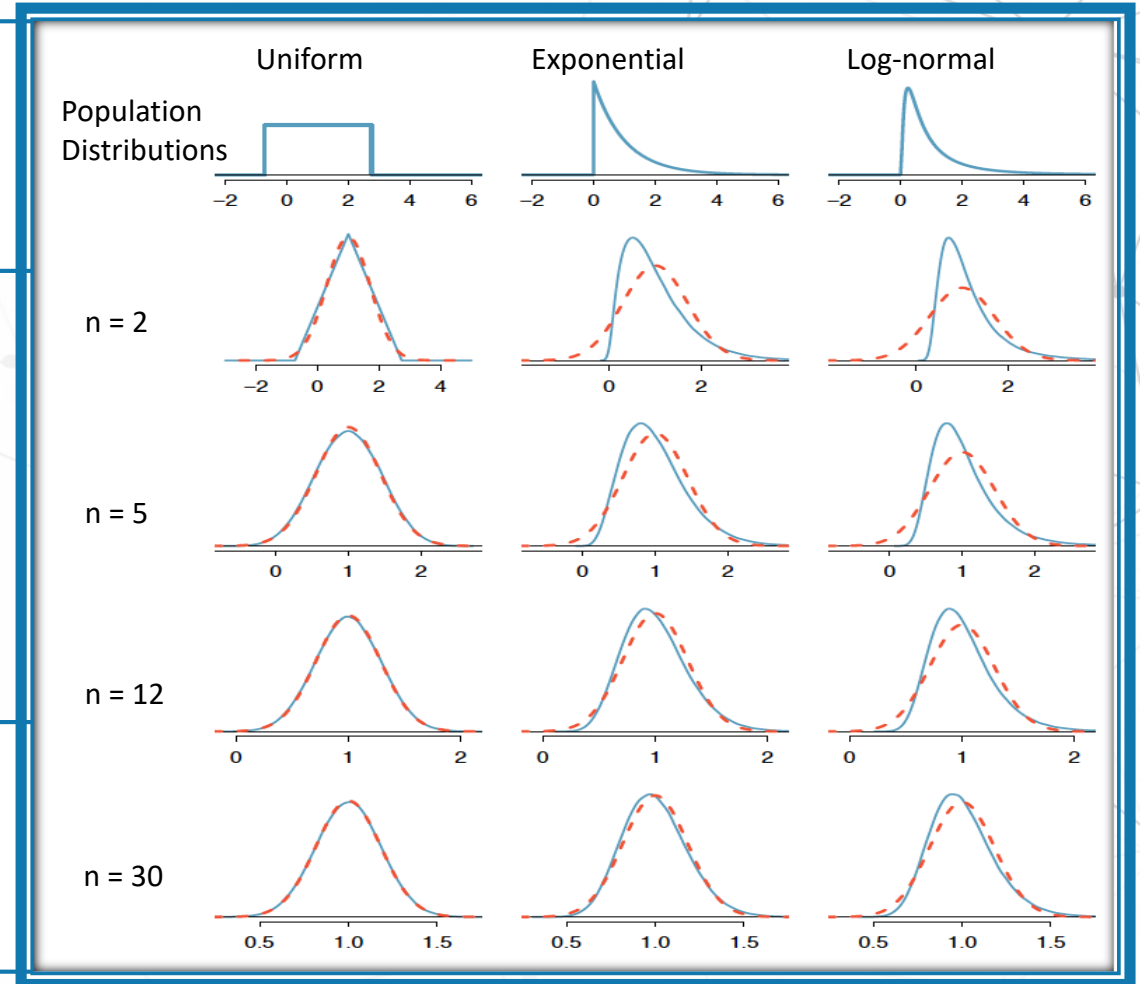 Uniform Exponential Log-normal
Population
Distributions
−2 0 2 4 6 −2 0 2 4 6 −2 0 2 4 6
n = 2
−2 0 2 4 0 2 0 2
n = 5
0 1 2 0 1 2 0 1 2
n = 12
0 1 2 0 1 2 0 1 2
n = 30
0.5 1.0 1.5 0.5 1.0 1.5 0.5 1.0 1.5